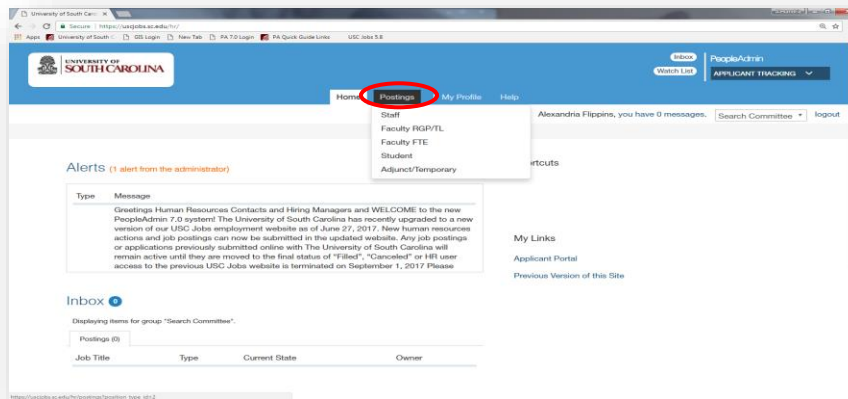 University of South Caro
Secure | https://uscjobs.sc.edu/hr/
Apps University of South C GIS Login New Tab PA 7.0 Login PA Quick Guide Links USC Jobs 5.8
UNIVERSITY OF
SOUTH CAROLINA
Inbox
PeopleAdmin
Watch List
APPLICANT TRACKING
Home Postings My Profile Help
Alexandria Flippins, you have 0 messages. Search Committee logout
Staff
Faculty RGP/TL
Faculty FTE
Student
Adjunct/Temporary
Alerts (1 alert from the administrator)
rtcuts
Type Message
Greetings Human Resources Contacts and Hiring Managers and WELCOME to the new
PeopleAdmin 7.0 system! The University of South Carolina has recently upgraded to a new
version of our USC Jobs employment website as of June 27, 2017. New human resources
actions and job postings can now be submitted in the updated website. Any job postings
or applications previously submitted online with The University of South Carolina will
remain active until they are moved to the final status of "Filled", "Canceled" or HR user
access to the previous USC Jobs website is terminated on September 1, 2017 Please
My Links
Applicant Portal
Previous Version of this Site
Inbox 0
Displaying items for group "Search Committee".
Postings (0)
Job Title Type Current State Owner
https://uscjobs.sc.edu/hr/postings?position_type_id=2